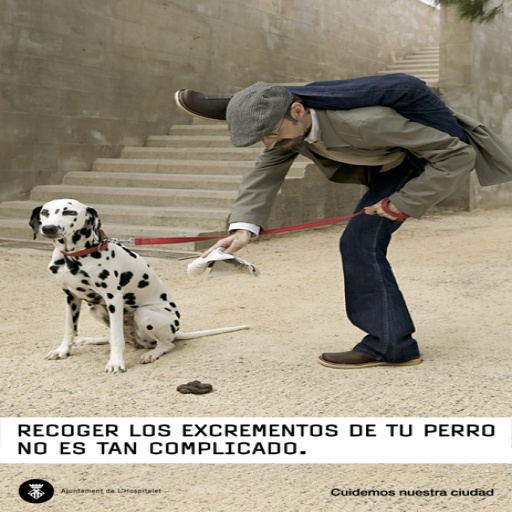 RECOGER LOS EXCREMENTOS DE TU PERRO
NO ES TAN COMPLICADO.
Ajuntament de L'Hospitalet
Cuidemos nuestra ciudad